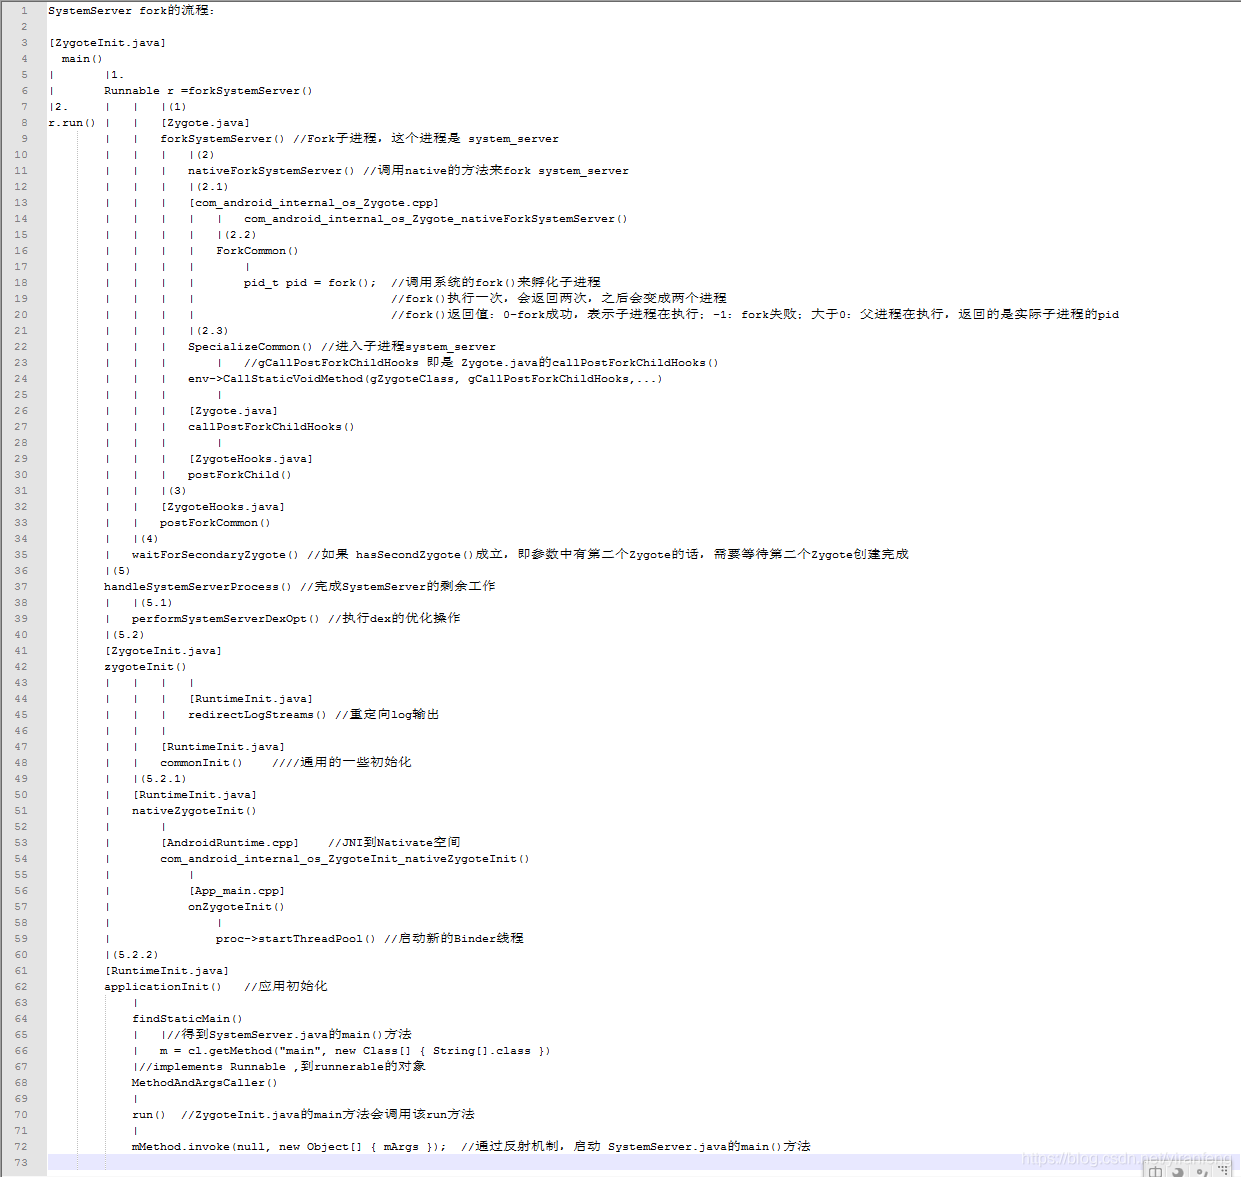 1 SystemServer fork的流程：
2
3 [ZygoteInit.java]
4 main()
5 | |1.
6 | Runnable r =forkSystemServer()
7 |2. | | |(1)
8 r.run() | | [Zygote.java]
9 | | forkSystemServer() //Fork子进程，这个进程是 system_server
10 | | | |(2)
11 | | | nativeForkSystemServer() //调用native的方法来fork system_server
12 | | | |(2.1)
13 | | | [com_android_internal_os_Zygote.cpp]
14 | | | | | com_android_internal_os_Zygote_nativeForkSystemServer()
15 | | | | |(2.2)
16 | | | | ForkCommon()
17 | | | | |
18 | | | | pid_t pid = fork(); //调用系统的fork()来孵化子进程
19 | | | | //fork()执行一次，会返回两次，之后会变成两个进程
20 | | | | //fork()返回值：0-fork成功，表示子进程在执行；-1：fork失败；大于0：父进程在执行，返回的是实际子进程的pid
21 | | | |(2.3)
22 | | | SpecializeCommon() //进入子进程system_server
23 | | | | //gCallPostForkChildHooks 即是 Zygote.java的callPostForkChildHooks()
24 | | | env->CallStaticVoidMethod(gZygoteClass, gCallPostForkChildHooks,...)
25 | | | |
26 | | | [Zygote.java]
27 | | | callPostForkChildHooks()
28 | | | |
29 | | | [ZygoteHooks.java]
30 | | | postForkChild()
31 | | |(3)
32 | | [ZygoteHooks.java]
33 | | postForkCommon()
34 | |(4)
35 | waitForSecondaryZygote() //如果 hasSecondZygote()成立，即参数中有第二个Zygote的话，需要等待第二个Zygote创建完成
36 |(5)
37 handleSystemServerProcess() //完成SystemServer的剩余工作
38 | |(5.1)
39 | performSystemServerDexOpt() //执行dex的优化操作
40 |(5.2)
41 [ZygoteInit.java]
42 zygoteInit()
43 | | | |
44 | | | [RuntimeInit.java]
45 | | | redirectLogStreams() //重定向log输出
46 | | |
47 | | [RuntimeInit.java]
48 | | commonInit() ////通用的一些初始化
49 | |(5.2.1)
50 | [RuntimeInit.java]
51 | nativeZygoteInit()
52 | |
53 | [AndroidRuntime.cpp] //JNI到Nativate空间
54 | com_android_internal_os_ZygoteInit_nativeZygoteInit()
55 | |
56 | [App_main.cpp]
57 | onZygoteInit()
58 | |
59 | proc->startThreadPool() //启动新的Binder线程
60 |(5.2.2)
61 [RuntimeInit.java]
62 applicationInit() //应用初始化
63 |
64 findStaticMain()
65 | |//得到SystemServer.java的main()方法
66 | m = cl.getMethod("main", new Class[] { String[].class })
67 |//implements Runnable ,到runnerable的对象
68 MethodAndArgsCaller()
69 |
70 run() //ZygoteInit.java的main方法会调用该run方法
71 |
72 mMethod.invoke(null, new Object[] { mArgs }); //通过反射机制，启动 SystemServer.java的main()方法
73
https://blog.csdn.net/yiranfeng